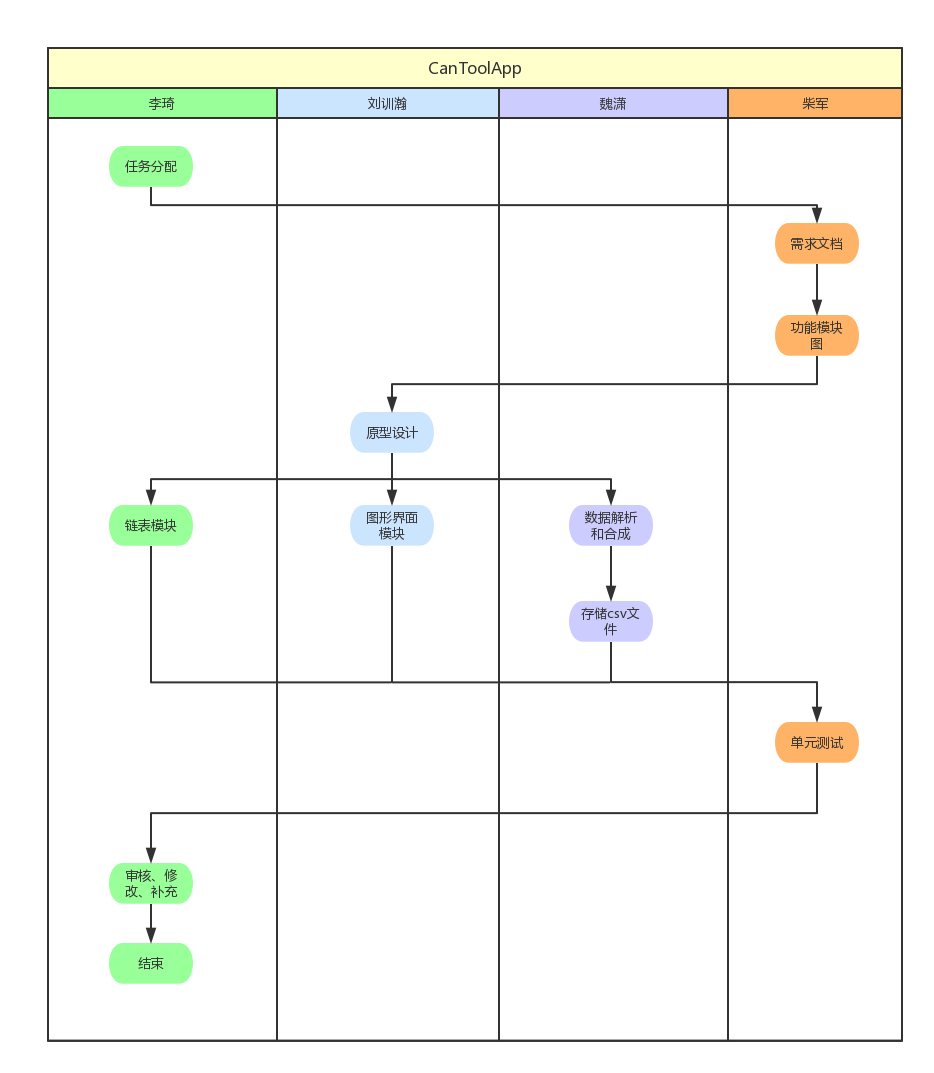 CanToolApp
李琦
刘训瀚
魏潇
柴军
任务分配
需求文档
功能模块
图
原型设计
链表模块
图形界面
模块
数据解析
和合成
存储csv文
件
单元测试
审核、修
改、补充
结束